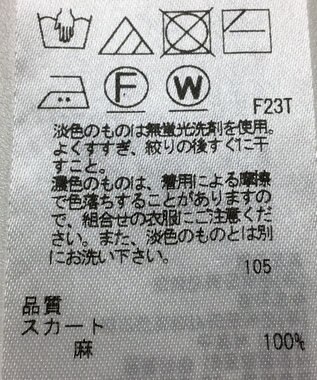 F W F23T
淡色のものは無蛍光洗剤を使用。
よくすすぎ、絞りの後すぐに干
すこと。
濃色のものは、着用による摩擦
で色落ちすることがありますの
で、組合せの衣服にご注意くだ
さい。また、淡色のものとは別
にお洗い下さい。
105
品質
スカート
麻 100%